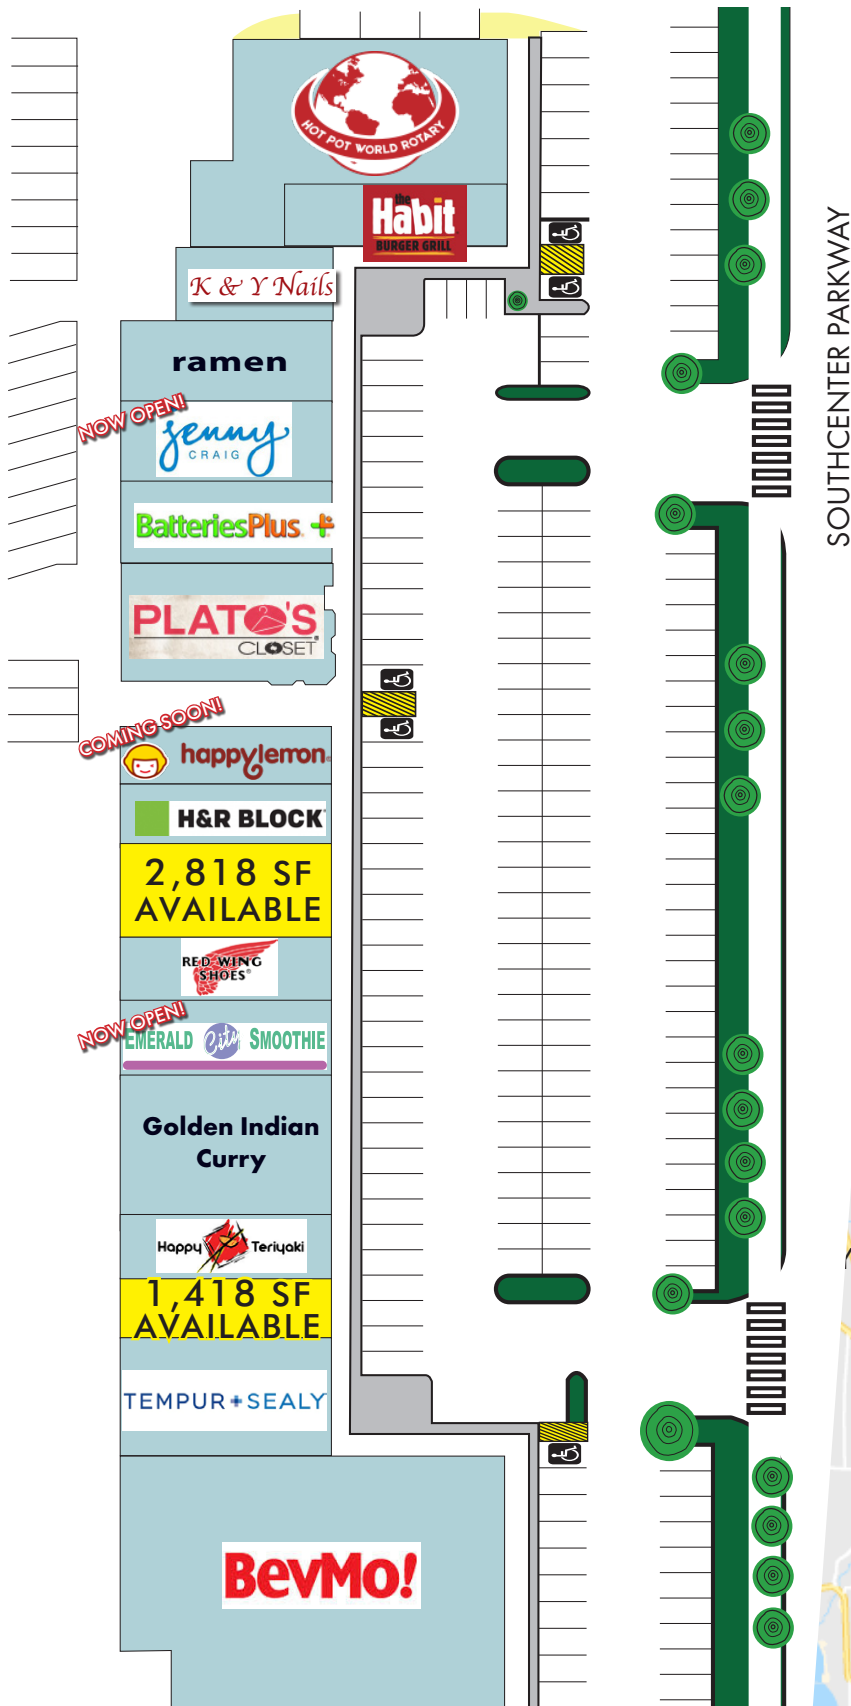 HOT POT WORLD ROTARY
the
Habit
BURGER GRILL
K & Y Nails
ramen
NOW OPEN!
Jenny
CRAIG
BatteriesPlus+
PLATO'S
CLOSET®
COMING SOON!
happylemon
H&R BLOCK
2,818 SF
AVAILABLE
RED WING
SHOES®
NOW OPEN!
EMERALD City SMOOTHIE
Golden Indian
Curry
Happy Teriyaki
1,418 SF
AVAILABLE
TEMPUR+SEALY
BevMo!
SOUTHCENTER PARKWAY